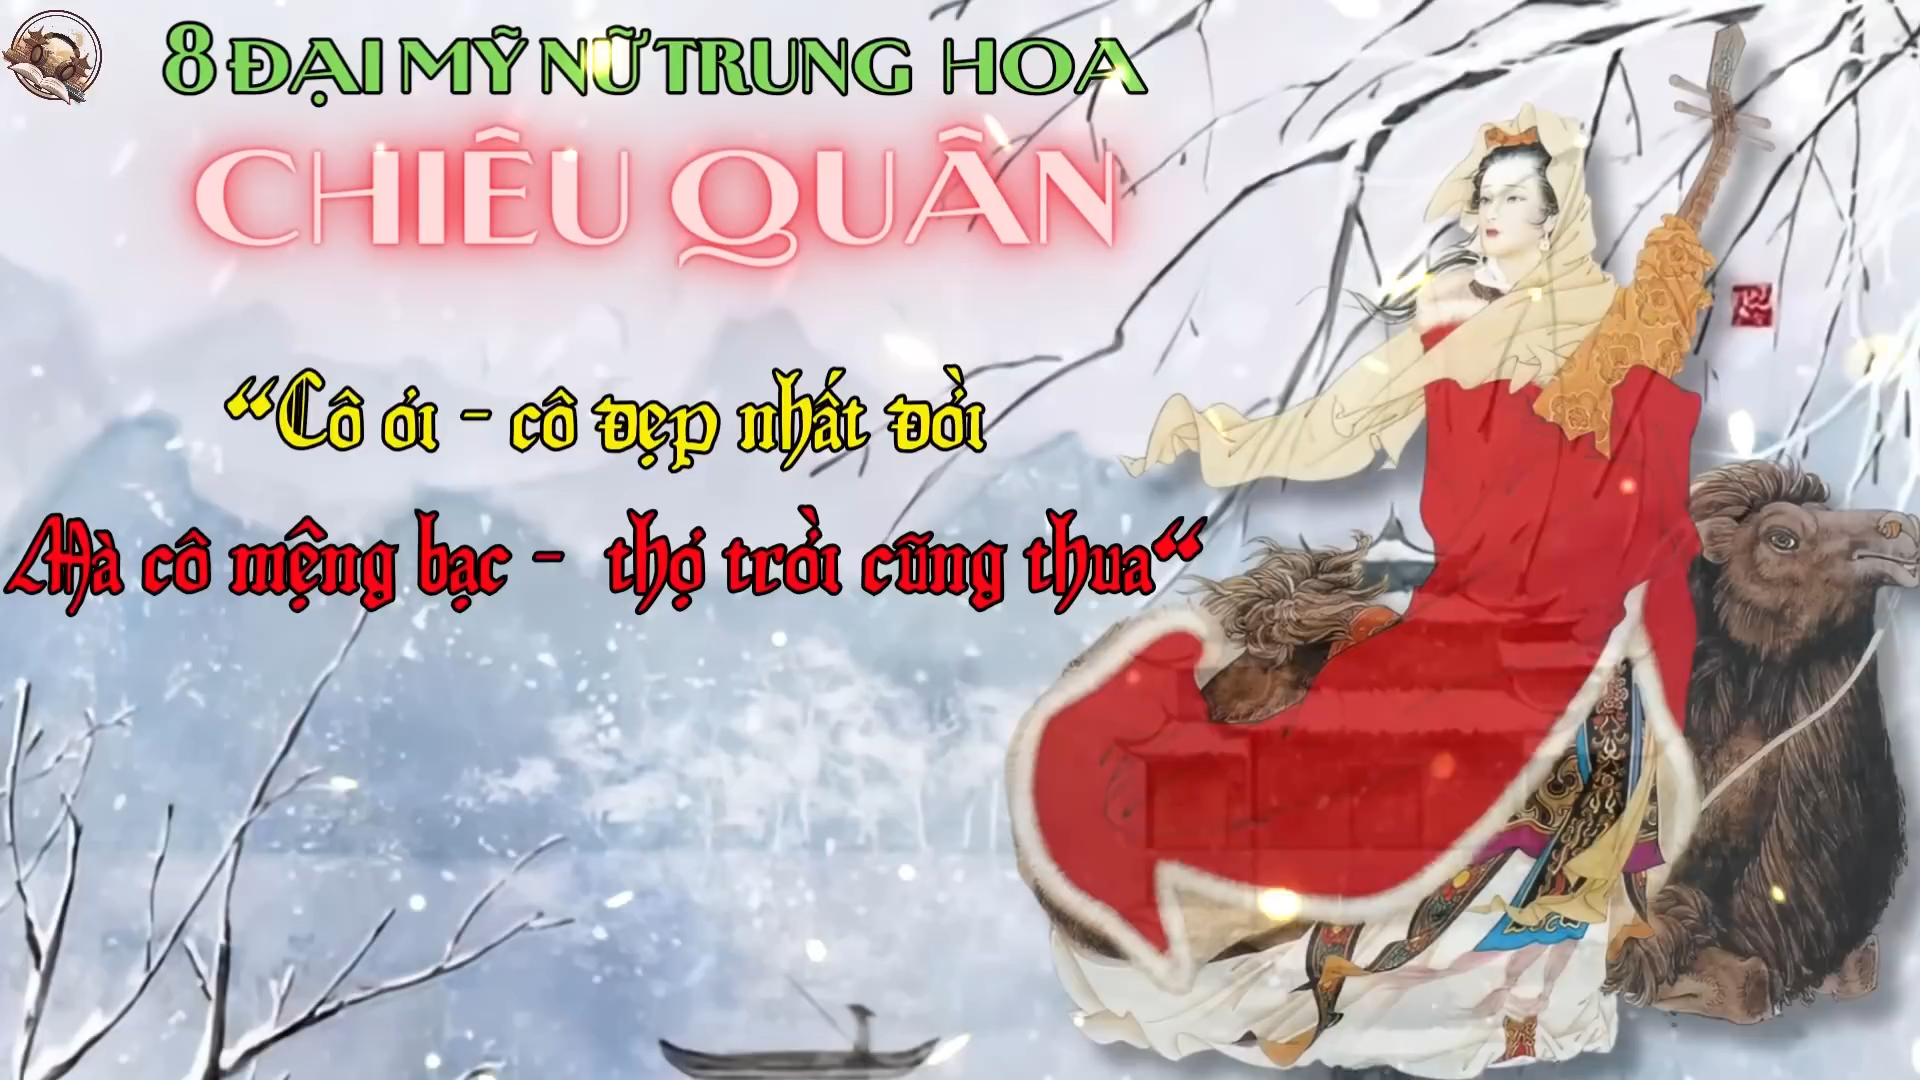 8 ĐẠI MỸ NỮ TRUNG HOA
CHIÊU QUÂN
“Cô ơi - cô đẹp nhất đời
Mà cô mệnh bạc - thợ trời cũng thua“